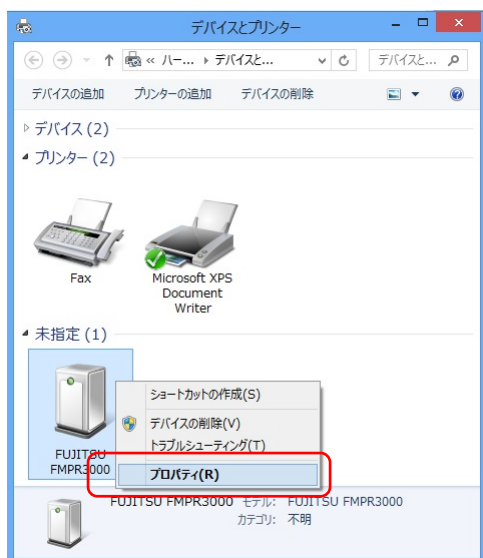 デバイスとプリンター
« ハー... ▸ デバイスと...
デバイスと...
デバイスの追加 プリンターの追加 デバイスの削除
デバイス (2)
プリンター (2)
Fax
Microsoft XPS
Document
Writer
未指定 (1)
ショートカットの作成(S)
デバイスの削除(V)
トラブルシューティング(T)
プロパティ(R)
FUJITSU
FMPR3000
FUJITSU FMPR3000 モデル: FUJITSU FMPR3000
カテゴリ: 不明